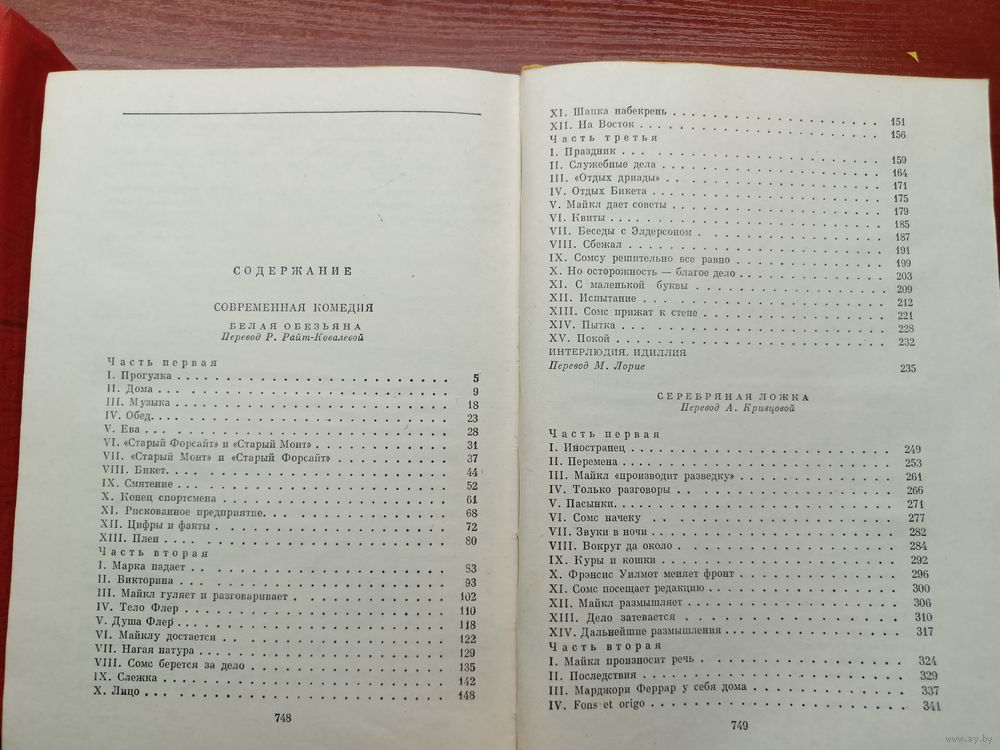 СОДЕРЖАНИЕ
СОВРЕМЕННАЯ КОМЕДИЯ
БЕЛАЯ ОБЕЗЬЯНА
Перевод Р. Райт-Ковалевой
Часть первая
I. Прогулка . . . . . . . . . . . . . . . . . . . . 5
II. Дома . . . . . . . . . . . . . . . . . . . . 9
III. Музыка . . . . . . . . . . . . . . . . . . . . 18
IV. Обед. . . . . . . . . . . . . . . . . . . . 23
V. Ева . . . . . . . . . . . . . . . . . . . . 28
VI. «Старый Форсайт» и «Старый Монт» . . . . . . . . . . 31
VII. «Старый Монт» и «Старый Форсайт» . . . . . . . . . . 37
VIII. Бикет. . . . . . . . . . . . . . . . . . . . 44
IX. Смятение . . . . . . . . . . . . . . . . . . . . 52
X. Конец спортсмена . . . . . . . . . . . . . . . . 61
XI. Рискованное предприятие. . . . . . . . . . . . . . 68
XII. Цифры и факты . . . . . . . . . . . . . . . . 72
XIII. Плен . . . . . . . . . . . . . . . . . . . . 80
Часть вторая
I. Марка падает . . . . . . . . . . . . . . . . . . 83
II. Викторина . . . . . . . . . . . . . . . . . . 93
III. Майкл гуляет и разговаривает . . . . . . . . . . . . 102
IV. Тело Флер . . . . . . . . . . . . . . . . . . 110
V. Душа Флер . . . . . . . . . . . . . . . . . . 118
VI. Майклу достается . . . . . . . . . . . . . . . . 122
VII. Нагая натура . . . . . . . . . . . . . . . . . . 129
VIII. Сомс берется за дело . . . . . . . . . . . . . . 135
IX. Слежка . . . . . . . . . . . . . . . . . . . . 142
X. Лицо . . . . . . . . . . . . . . . . . . . . 148
748
XI. Шапка набекрень . . . . . . . . . . . . . . . . 151
XII. На Восток . . . . . . . . . . . . . . . . . . 156
Часть третья
I. Праздник . . . . . . . . . . . . . . . . . . 159
II. Служебные дела . . . . . . . . . . . . . . . . 164
III. «Отдых дриады» . . . . . . . . . . . . . . . . 171
IV. Отдых Бикета . . . . . . . . . . . . . . . . 175
V. Майкл дает советы . . . . . . . . . . . . . . . . 179
VI. Квиты . . . . . . . . . . . . . . . . . . . . 185
VII. Беседы с Элдерсоном . . . . . . . . . . . . . . 187
VIII. Сбежал . . . . . . . . . . . . . . . . . . . . 191
IX. Сомсу решительно все равно . . . . . . . . . . . . 199
X. Но осторожность — благое дело . . . . . . . . . . . . 203
XI. С маленькой буквы . . . . . . . . . . . . . . . . 209
XII. Испытание . . . . . . . . . . . . . . . . . . 212
XIII. Сомс прижат к стене . . . . . . . . . . . . . . 221
XIV. Пытка . . . . . . . . . . . . . . . . . . . . 228
XV. Покой . . . . . . . . . . . . . . . . . . . . 232
ИНТЕРЛЮДИЯ. ИДИЛЛИЯ
Перевод М. Лорие 235
СЕРЕБРЯНАЯ ЛОЖКА
Перевод А. Кривцовой
Часть первая
I. Иностранец . . . . . . . . . . . . . . . . . . 249
II. Перемена . . . . . . . . . . . . . . . . . . 253
III. Майкл «производит разведку» . . . . . . . . . . . . 261
IV. Только разговоры . . . . . . . . . . . . . . . . 266
V. Пасынки. . . . . . . . . . . . . . . . . . . . 271
VI. Сомс начеку . . . . . . . . . . . . . . . . . . 277
VII. Звуки в ночи . . . . . . . . . . . . . . . . . . 282
VIII. Вокруг да около . . . . . . . . . . . . . . . . 284
IX. Куры и кошки . . . . . . . . . . . . . . . . . . 292
X. Фрэнсис Уилмот меняет фронт . . . . . . . . . . . . 296
XI. Сомс посещает редакцию . . . . . . . . . . . . . . 300
XII. Майкл размышляет . . . . . . . . . . . . . . . . 306
XIII. Дело затевается . . . . . . . . . . . . . . . . 310
XIV. Дальнейшие размышления . . . . . . . . . . . . . . 317
Часть вторая
I. Майкл произносит речь . . . . . . . . . . . . . . 324
II. Последствия . . . . . . . . . . . . . . . . . . 329
III. Марджори Феррар у себя дома . . . . . . . . . . . . 337
IV. Fons et origo . . . . . . . . . . . . . . . . . . 341
749
www.ay.by